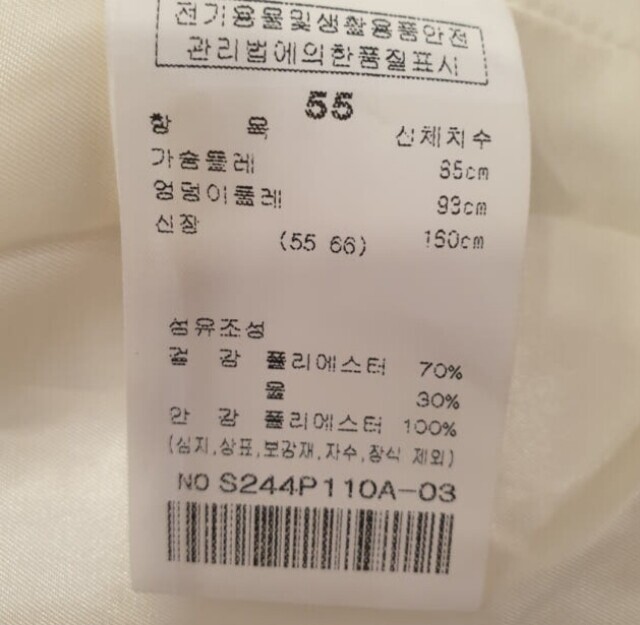 전기용품및생활용품안전
관리법에의한품질표시
55
항 목 신체치수
가슴둘레 85cm
엉덩이둘레 93cm
신장 (55 66) 160cm
섬유조성
겉 감 폴리에스터 70%
울 30%
안 감 폴리에스터 100%
(심지,상표,보강재,자수,장식 제외)
NO S244P110A-03